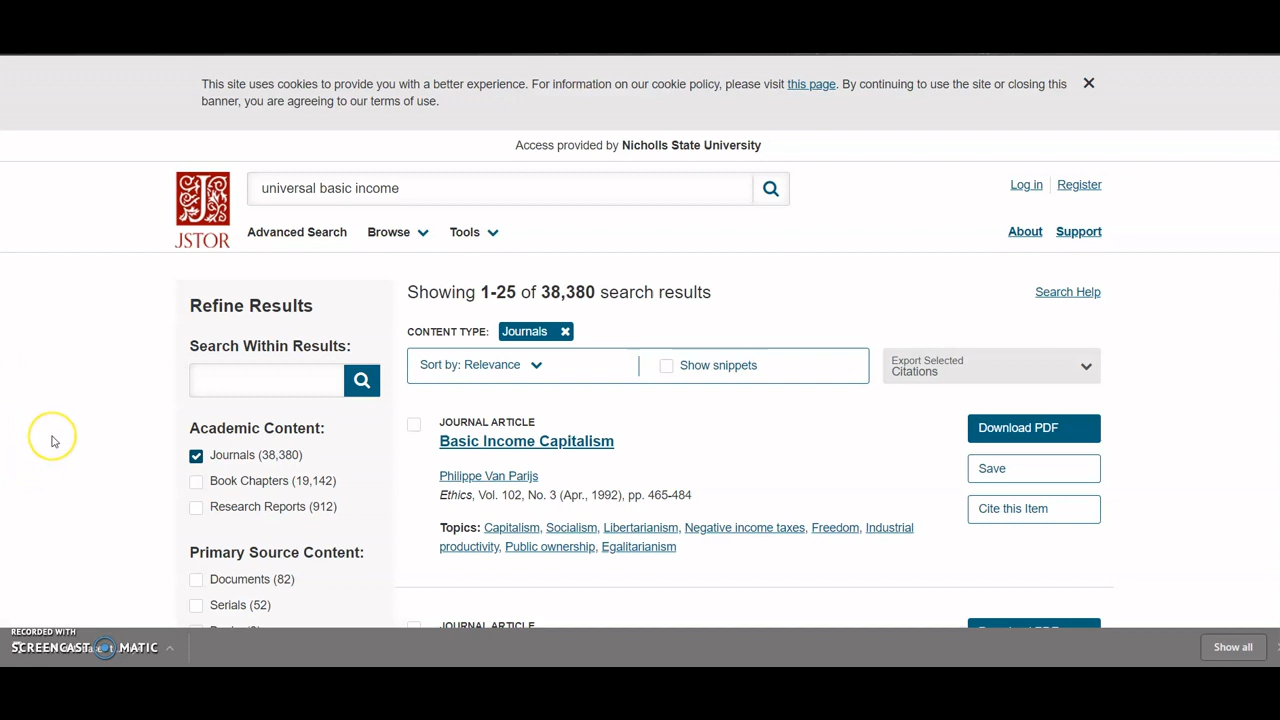 This site uses cookies to provide you with a better experience. For information on our cookie policy, please visit this page. By continuing to use the site or closing this
banner, you are agreeing to our terms of use.
Access provided by Nicholls State University
JSTOR
universal basic income
Log in
Register
Advanced Search
Browse
Tools
About
Support
Refine Results
Showing 1-25 of 38,380 search results
Search Help
Search Within Results:
CONTENT TYPE: Journals
Sort by: Relevance
Show snippets
Export Selected
Citations
Academic Content:
Journals (38,380)
Book Chapters (19,142)
Research Reports (912)
JOURNAL ARTICLE
Basic Income Capitalism
Philippe Van Parijs
Ethics, Vol. 102, No. 3 (Apr., 1992), pp. 465-484
Topics: Capitalism, Socialism, Libertarianism, Negative income taxes, Freedom, Industrial
productivity, Public ownership, Egalitarianism
Download PDF
Save
Cite this Item
Primary Source Content:
Documents (82)
Serials (52)
JOURNAL ARTICLE
RECORDED WITH
SCREENCAST MATIC
Show all